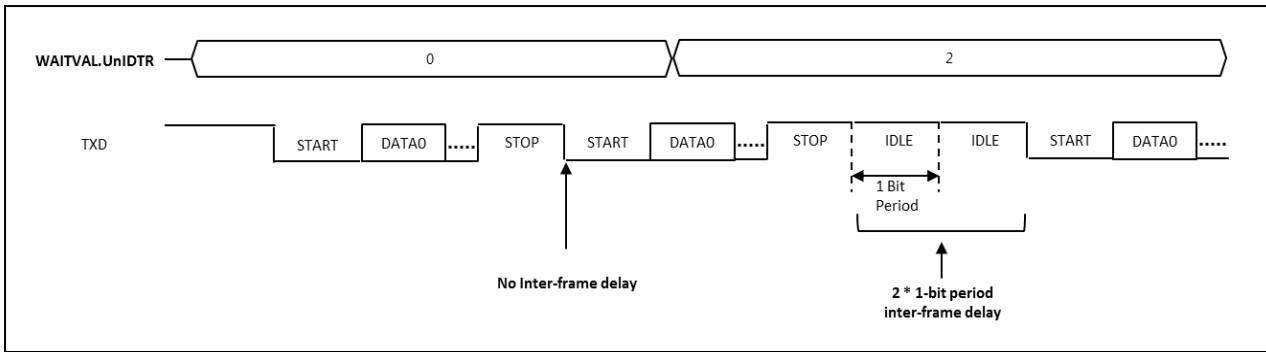 WAITVAL.UnIDTR
0
2
TXD
START
DATA0
.....
STOP
START
DATA0
.....
STOP
IDLE
IDLE
START
DATA0
.....
1 Bit
Period
No Inter-frame delay
2 * 1-bit period
inter-frame delay